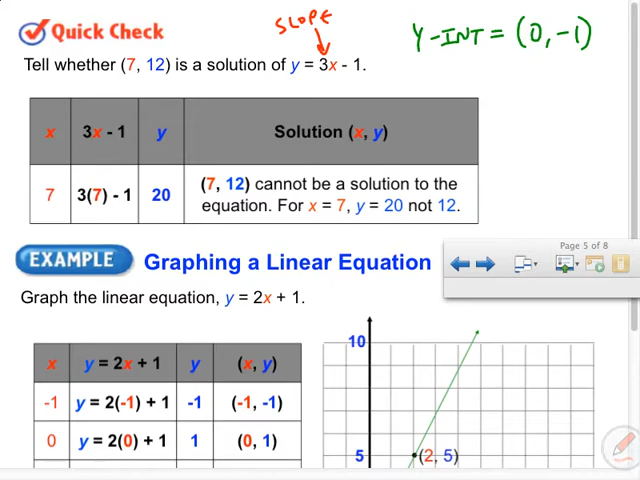 Quick Check
SLOPE
Y-INT = (0, -1)
Tell whether (7, 12) is a solution of y = 3x - 1.
x 3x - 1 y Solution (x, y)
7 3(7) - 1 20 (7, 12) cannot be a solution to the
equation. For x = 7, y = 20 not 12.
Page 5 of 8
EXAMPLE Graphing a Linear Equation
Graph the linear equation, y = 2x + 1.
x y = 2x + 1 y (x, y)
-1 y = 2(-1) + 1 -1 (-1, -1)
0 y = 2(0) + 1 1 (0, 1)
10
5
(2, 5)